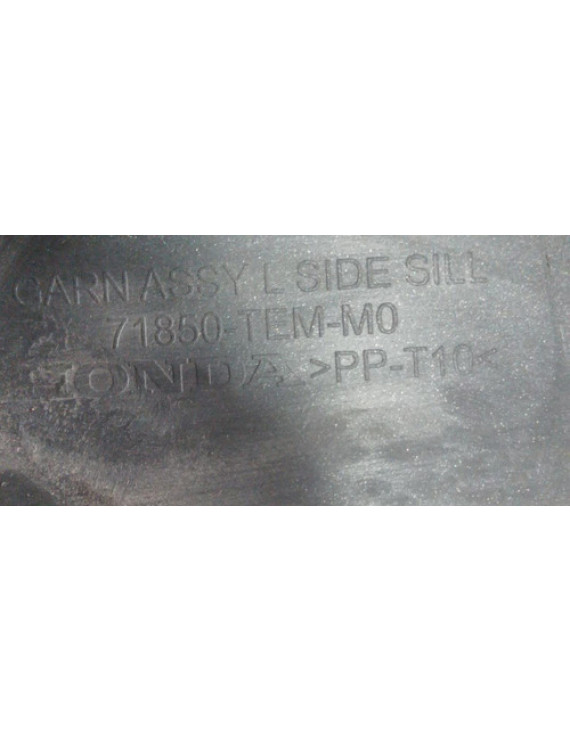 GARN ASSY L SIDE SILL
71850-TEM-M0
HONDA >PP-T10<